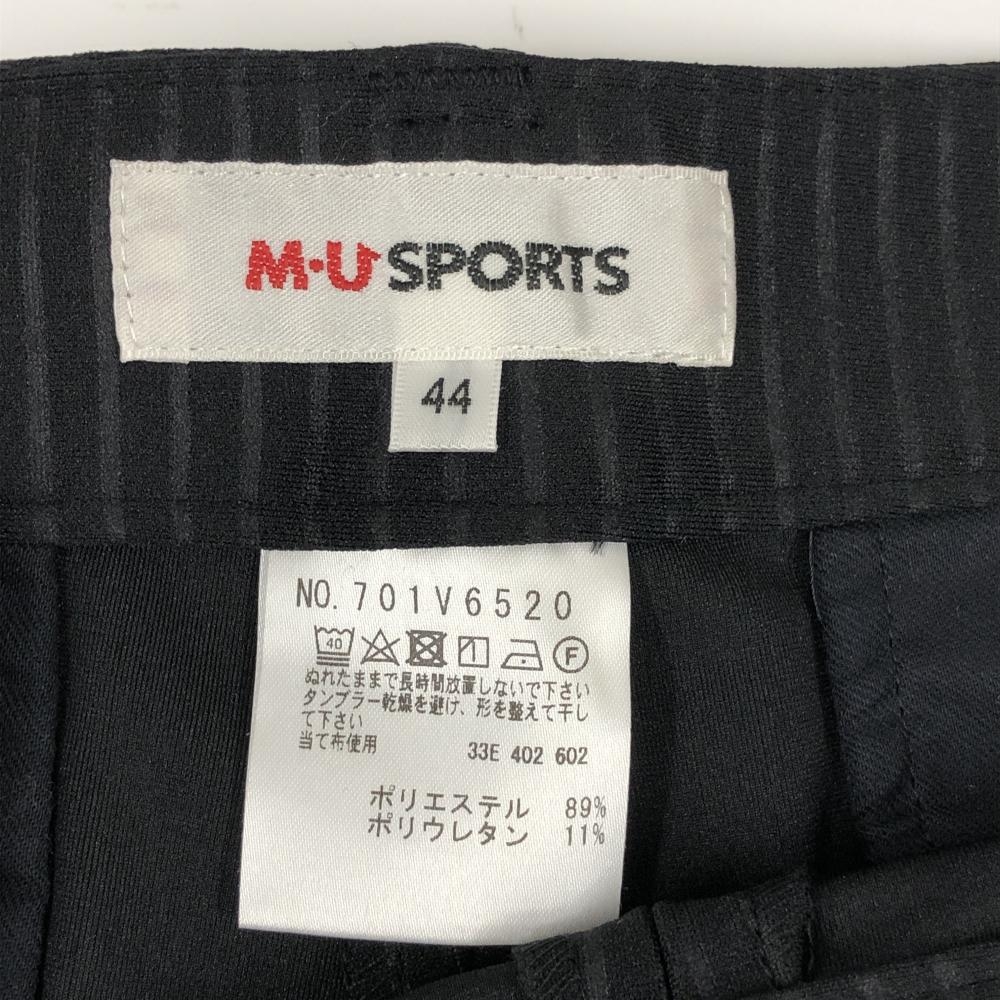 M·U SPORTS
44
NO. 701V6520
40 F
ぬれたままで長時間放置しないで下さい
タンブラー乾燥を避け、形を整えて干し
て下さい
当て布使用 33E 402 602
ポリエステル 89%
ポリウレタン 11%